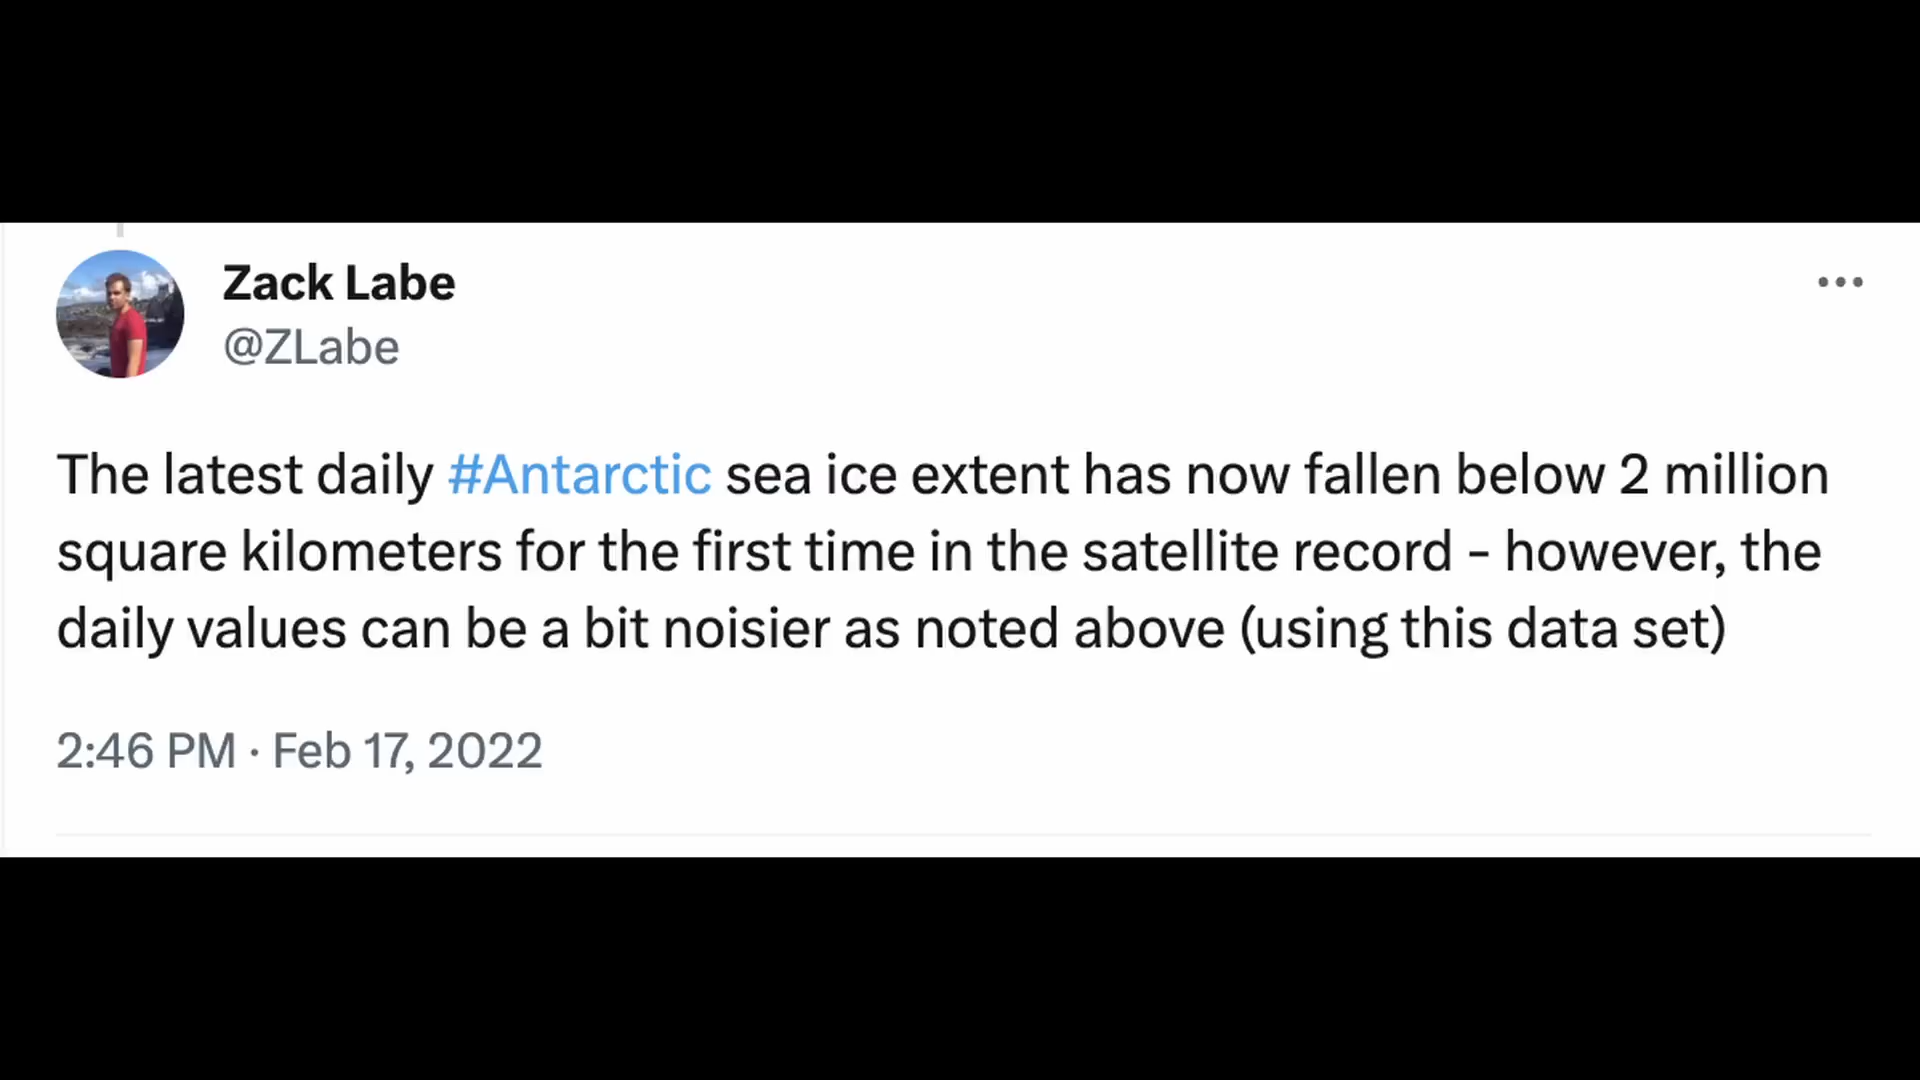 Zack Labe
@ZLabe
The latest daily #Antarctic sea ice extent has now fallen below 2 million
square kilometers for the first time in the satellite record – however, the
daily values can be a bit noisier as noted above (using this data set)
2:46 PM · Feb 17, 2022